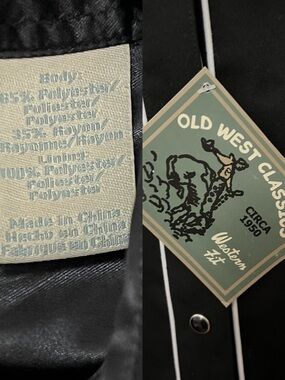 Body:
65% Polyester/
Poliester/
Polyester
35% Rayon/
Rayonne/Rayon
Lining:
100% Polyester/
Poliester/
Polyester
Made in China
Hecho en China
Fabriqué en China
OLD WEST CLASSICS
CIRCA
1950
Western
Fit